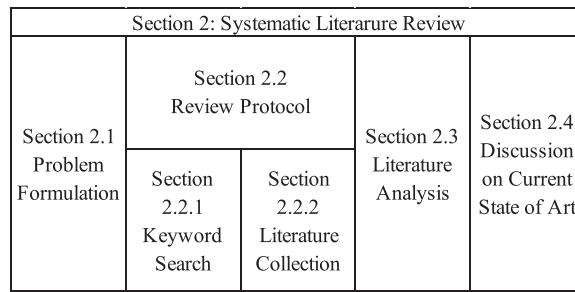 Section 2: Systematic Literarure Review
Section 2.1
Problem
Formulation
Section 2.2
Review Protocol
Section
2.2.1
Keyword
Search
Section
2.2.2
Literature
Collection
Section 2.3
Literature
Analysis
Section 2.4
Discussion
on Current
State of Art